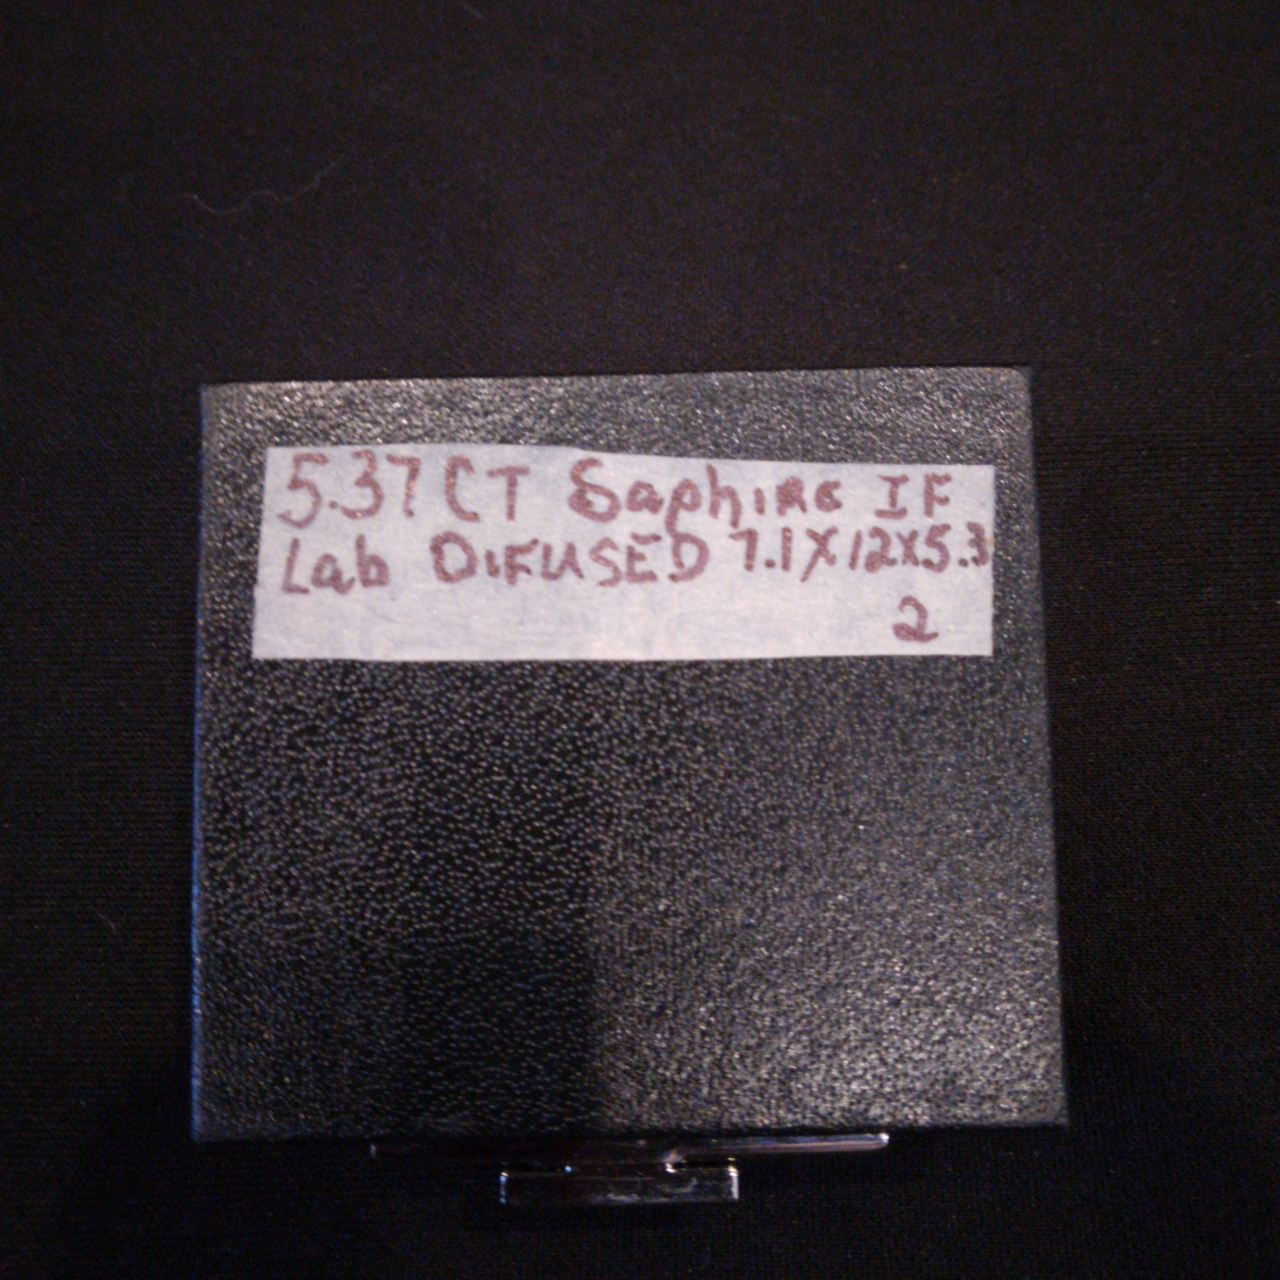 5.37 CT Saphire IF
Lab DIFUSED 7.1X12X5.3
2